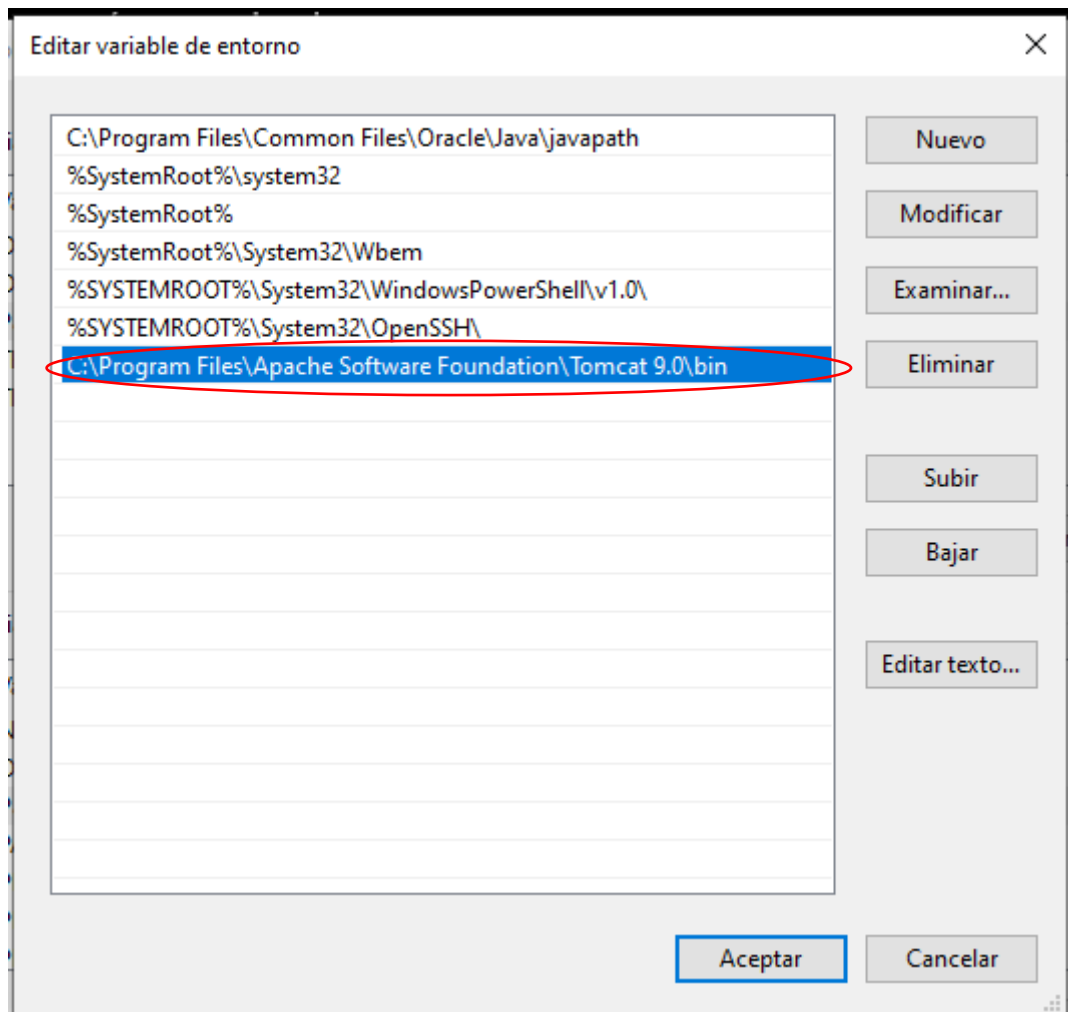 Editar variable de entorno
C:\Program Files\Common Files\Oracle\Java\javapath
%SystemRoot%\system32
%SystemRoot%
%SystemRoot%\System32\Wbem
%SYSTEMROOT%\System32\WindowsPowerShell\v1.0\
%SYSTEMROOT%\System32\OpenSSH\
C:\Program Files\Apache Software Foundation\Tomcat 9.0\bin
Nuevo
Modificar
Examinar...
Eliminar
Subir
Bajar
Editar texto...
Aceptar
Cancelar